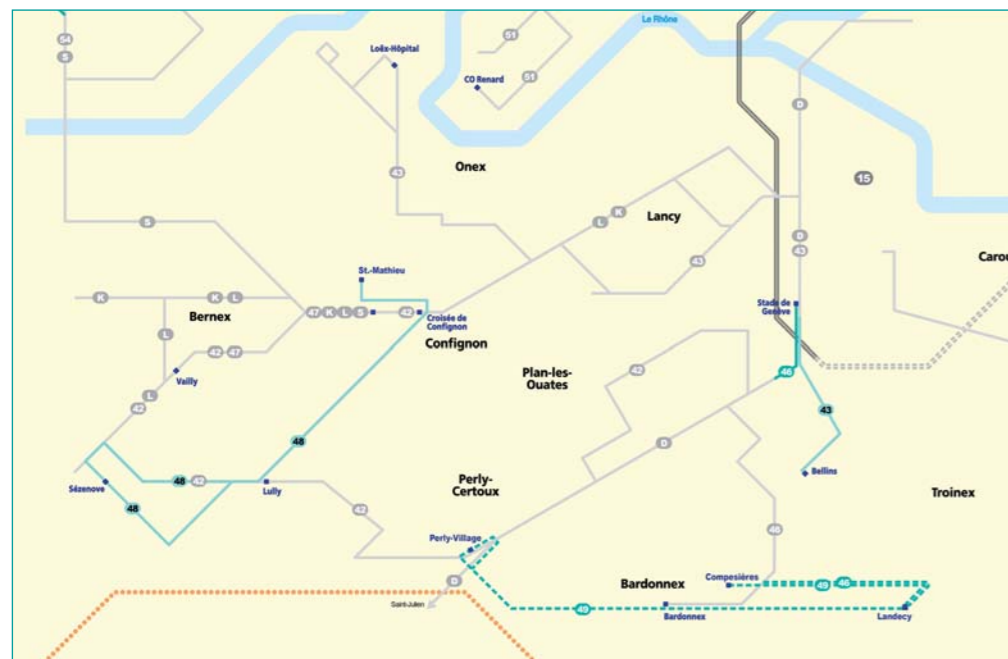 Le Rhône
54
S
Loëx-Hôpital
51
CO Renard
51
D
Onex
43
15
L K
Lancy
S
D
43
Carou
43
St.-Mathieu
K
K L
Stade de
Genève
Bernex
47 K L S
42
Croisée de
Confignon
Confignon
L
42 47
Plan-les-
Ouates
42
46
Vailly
L
42
43
48
D
Bellins
Sézenove
48 42
Lully
Perly-
Certoux
Troinex
48
42
46
Perly-Village
D
Bardonnex
Compesières
49 46
Saint-Julien
49
Bardonnex
Landecy